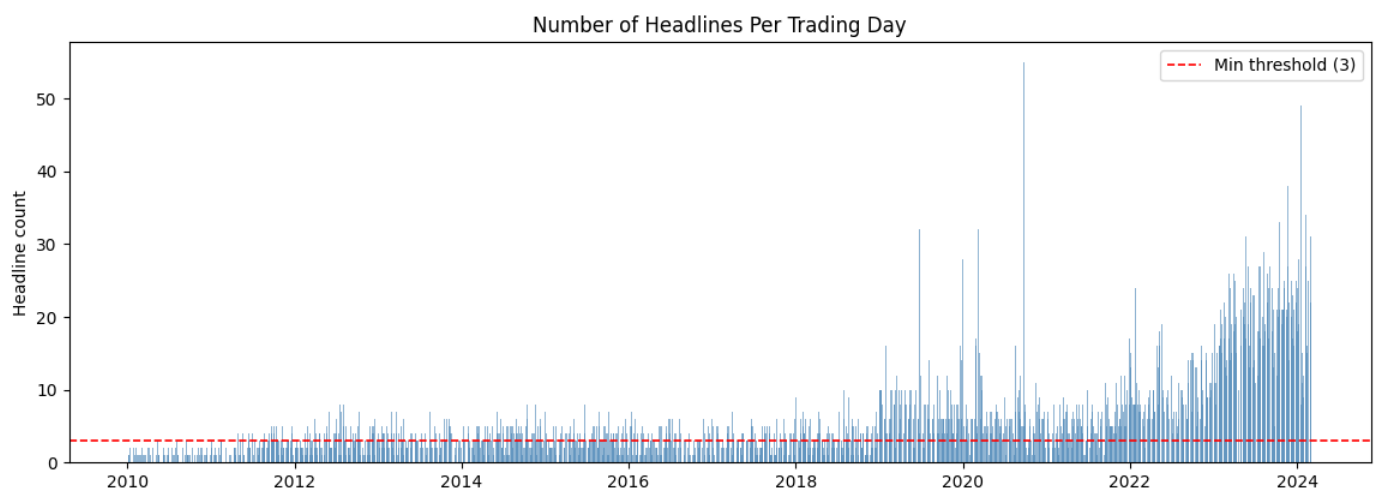 Number of Headlines Per Trading Day
Min threshold (3)
Headline count
50
40
30
20
10
0
2010 2012 2014 2016 2018 2020 2022 2024